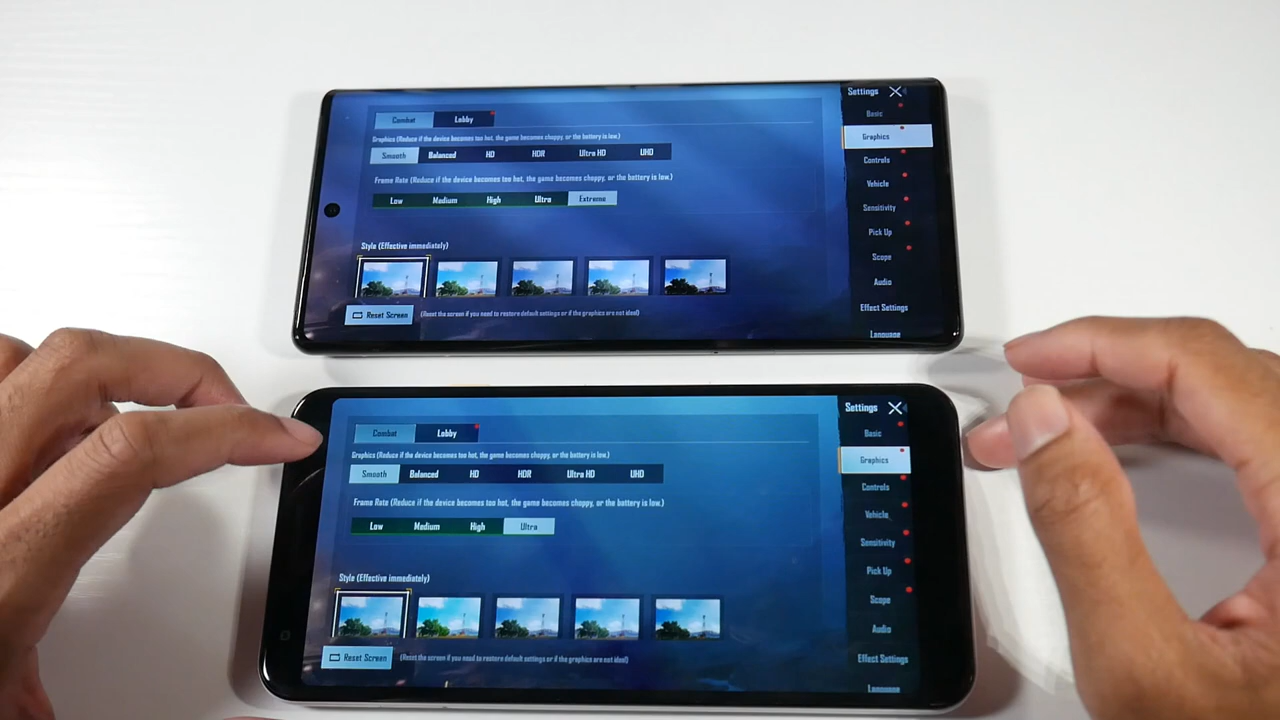 Combat Lobby
Settings X
Basic
Graphics (Reduce if the device becomes too hot, the game becomes choppy, or the battery is low.)
Graphics
Smooth Balanced HD HDR Ultra HD UHD
Controls
Frame Rate (Reduce if the device becomes too hot, the game becomes choppy, or the battery is low.)
Vehicle
Low Medium High Ultra Extreme
Sensitivity
Pick Up
Style (Effective immediately)
Scope
Audio
Reset Screen (Reset the screen if you need to restore default settings or if the graphics are not ideal)
Effect Settings
Language
Combat Lobby
Settings X
Basic
Graphics (Reduce if the device becomes too hot, the game becomes choppy, or the battery is low.)
Graphics
Smooth Balanced HD HDR Ultra HD UHD
Controls
Frame Rate (Reduce if the device becomes too hot, the game becomes choppy, or the battery is low.)
Vehicle
Low Medium High Ultra
Sensitivity
Pick Up
Style (Effective immediately)
Scope
Audio
Reset Screen (Reset the screen if you need to restore default settings or if the graphics are not ideal)
Effect Settings
Language